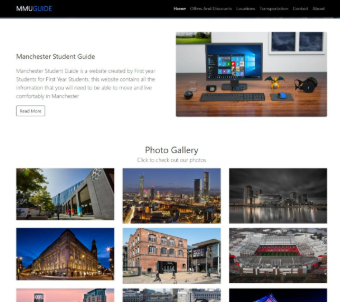 MMUGUIDE
Home Offers And Discounts Locations Transportation Contact About
Manchester Student Guide
Manchester Student Guide is a website created by First year
Students for First Year Students. this website contains all the
information that you will need to be able to move and live
comfortably in Manchester
Read More
Photo Gallery
Click to check out our photos